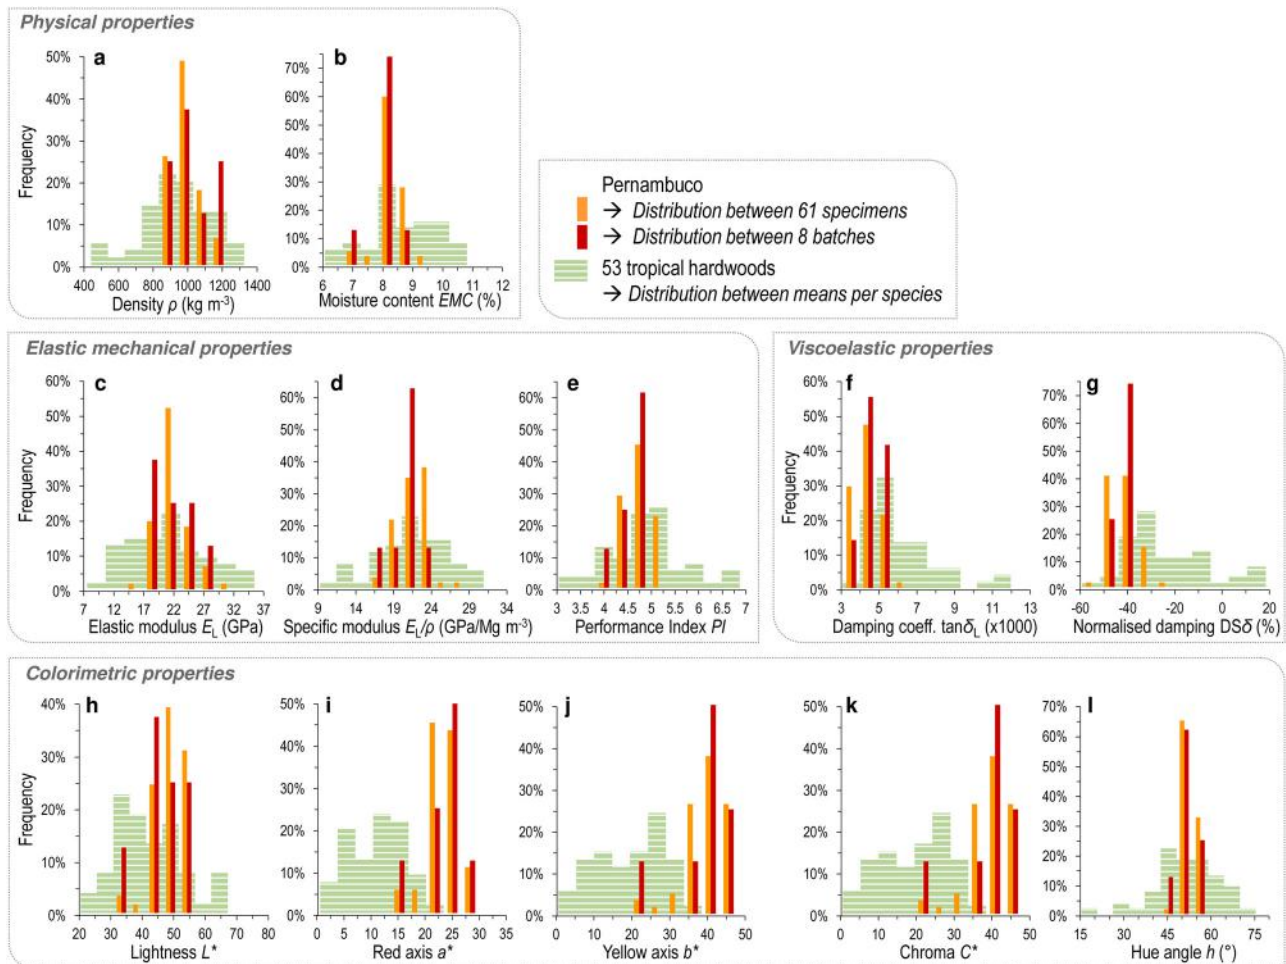 Physical properties
a
b
50%
40%
30%
20%
10%
0%
Frequency
400 600 800 1000 1200 1400
Density ρ (kg m-3)
70%
60%
50%
40%
30%
20%
10%
0%
6 7 8 9 10 11 12
Moisture content EMC (%)
Pernambuco
→ Distribution between 61 specimens
→ Distribution between 8 batches
53 tropical hardwoods
→ Distribution between means per species
Elastic mechanical properties
c
d
e
60%
50%
40%
30%
20%
10%
0%
Frequency
7 12 17 22 27 32 37
Elastic modulus EL (GPa)
60%
50%
40%
30%
20%
10%
0%
9 14 19 24 29 34
Specific modulus EL/ρ (GPa/Mg m-3)
60%
50%
40%
30%
20%
10%
0%
3 3.5 4 4.5 5 5.5 6 6.5 7
Performance Index PI
Viscoelastic properties
f
g
60%
50%
40%
30%
20%
10%
0%
Frequency
3 5 7 9 11 13
Damping coeff. tanδL (x1000)
70%
60%
50%
40%
30%
20%
10%
0%
-60 -40 -20 0 20
Normalised damping DSδ (%)
Colorimetric properties
h
i
j
k
l
40%
30%
20%
10%
0%
Frequency
20 30 40 50 60 70 80
Lightness L*
50%
40%
30%
20%
10%
0%
0 5 10 15 20 25 30 35
Red axis a*
50%
40%
30%
20%
10%
0%
0 10 20 30 40 50
Yellow axis b*
50%
40%
30%
20%
10%
0%
0 10 20 30 40 50
Chroma C*
70%
60%
50%
40%
30%
20%
10%
0%
15 30 45 60 75
Hue angle h (°)